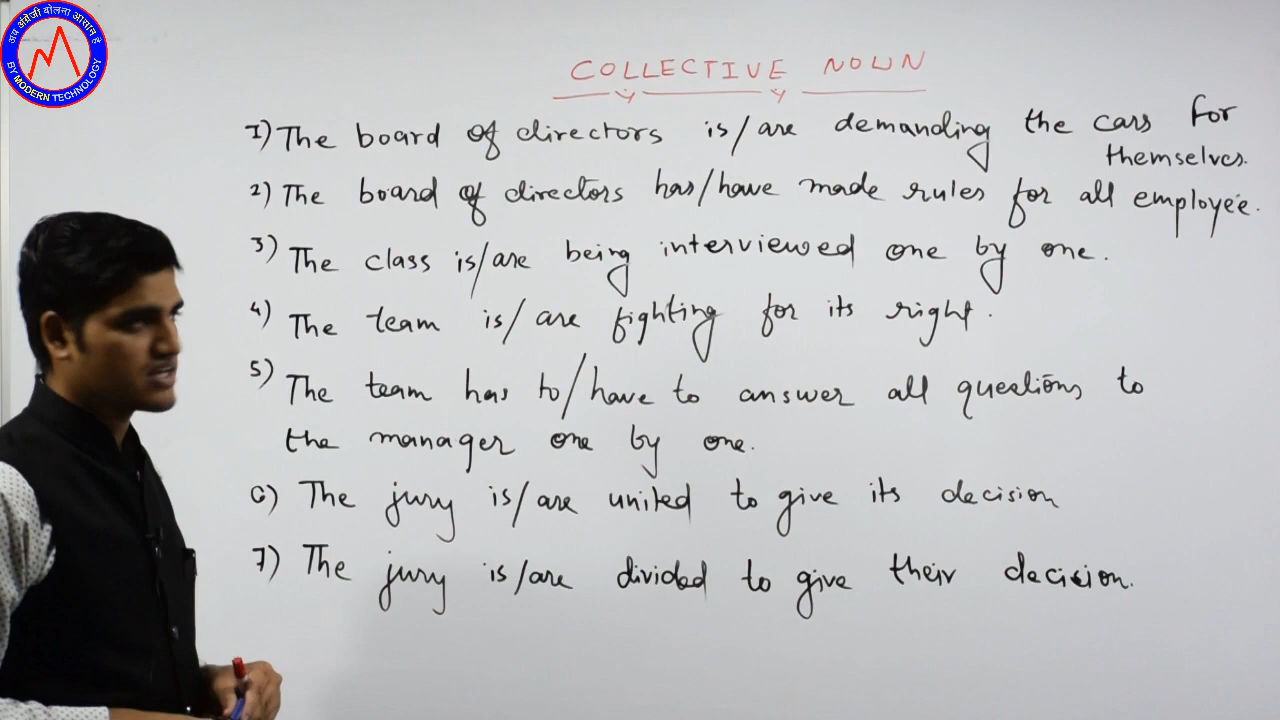 अब अंग्रेजी बोलना आसान है
BY MODERN TECHNOLOGY
COLLECTIVE NOUN
1) The board of directors is/are demanding the cars for
themselves.
2) The board of directors has/have made rules for all employee.
3) The class is/are being interviewed one by one.
4) The team is/are fighting for its right.
5) The team has to/have to answer all questions to
the manager one by one.
6) The jury is/are united to give its decision
7) The jury is/are divided to give their decision.